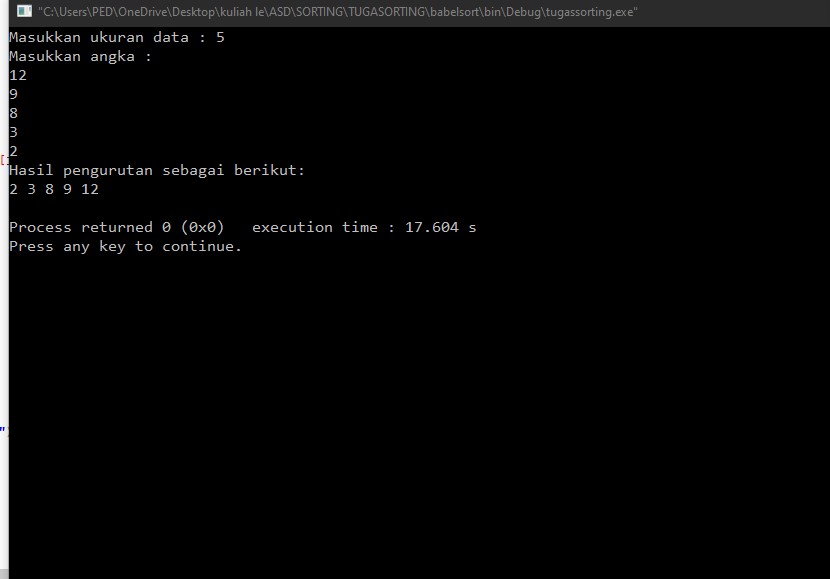 "C:\Users\PED\OneDrive\Desktop\kuliah le\ASD\SORTING\TUGASORTING\babelsort\bin\Debug\tugassorting.exe"
Masukkan ukuran data : 5
Masukkan angka :
12
9
8
3
2
Hasil pengurutan sebagai berikut:
2 3 8 9 12
Process returned 0 (0x0)   execution time : 17.604 s
Press any key to continue.